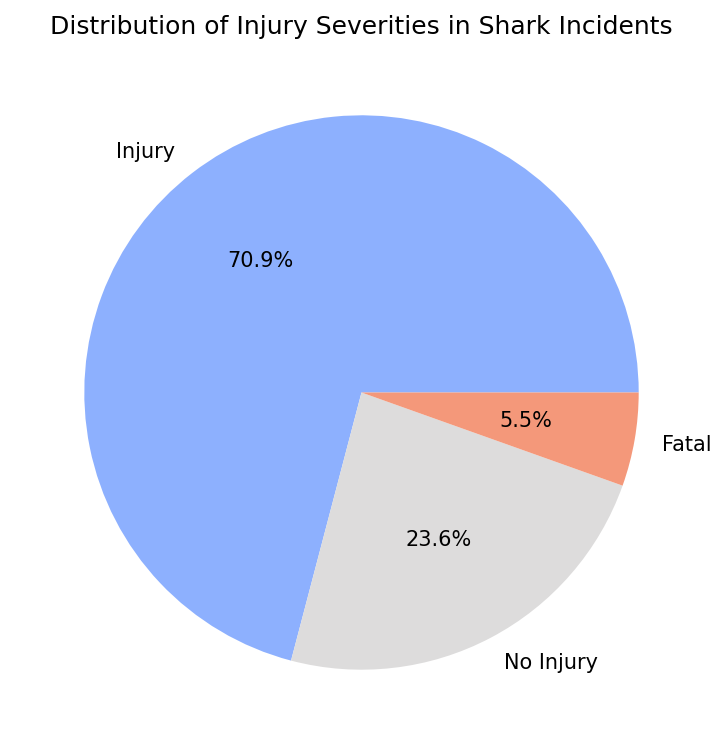 Distribution of Injury Severities in Shark Incidents
Injury
70.9%
5.5%
Fatal
23.6%
No Injury